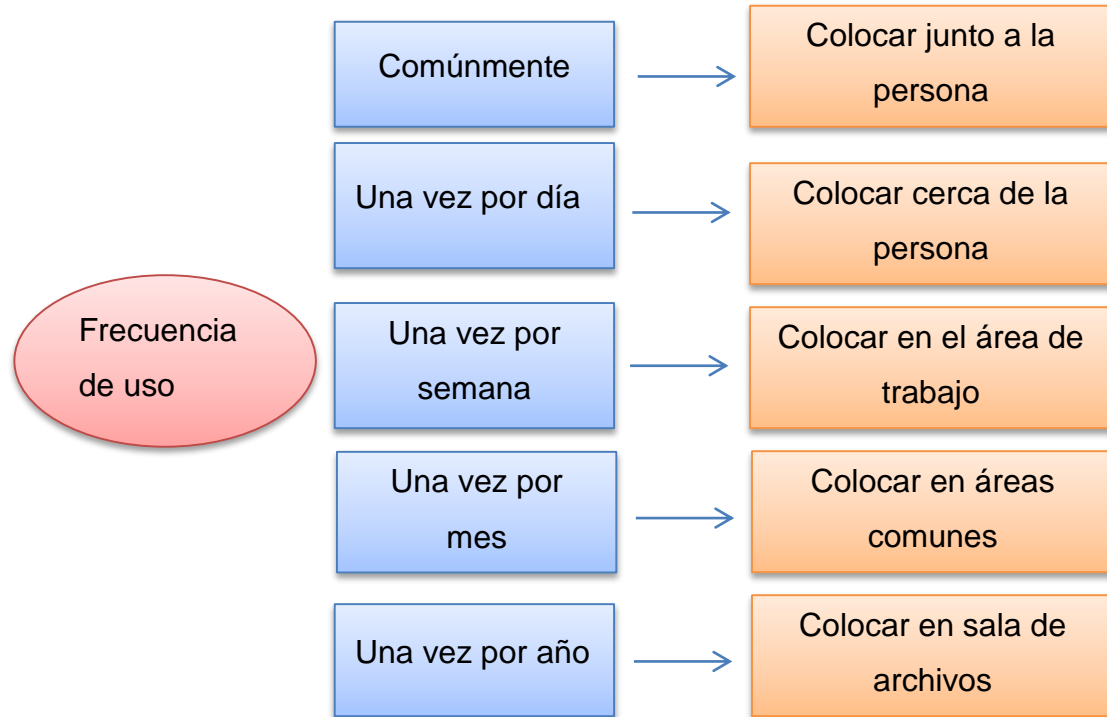 Frecuencia
de uso
Comúnmente
Colocar junto a la
persona
Una vez por día
Colocar cerca de la
persona
Una vez por
semana
Colocar en el área de
trabajo
Una vez por
mes
Colocar en áreas
comunes
Una vez por año
Colocar en sala de
archivos